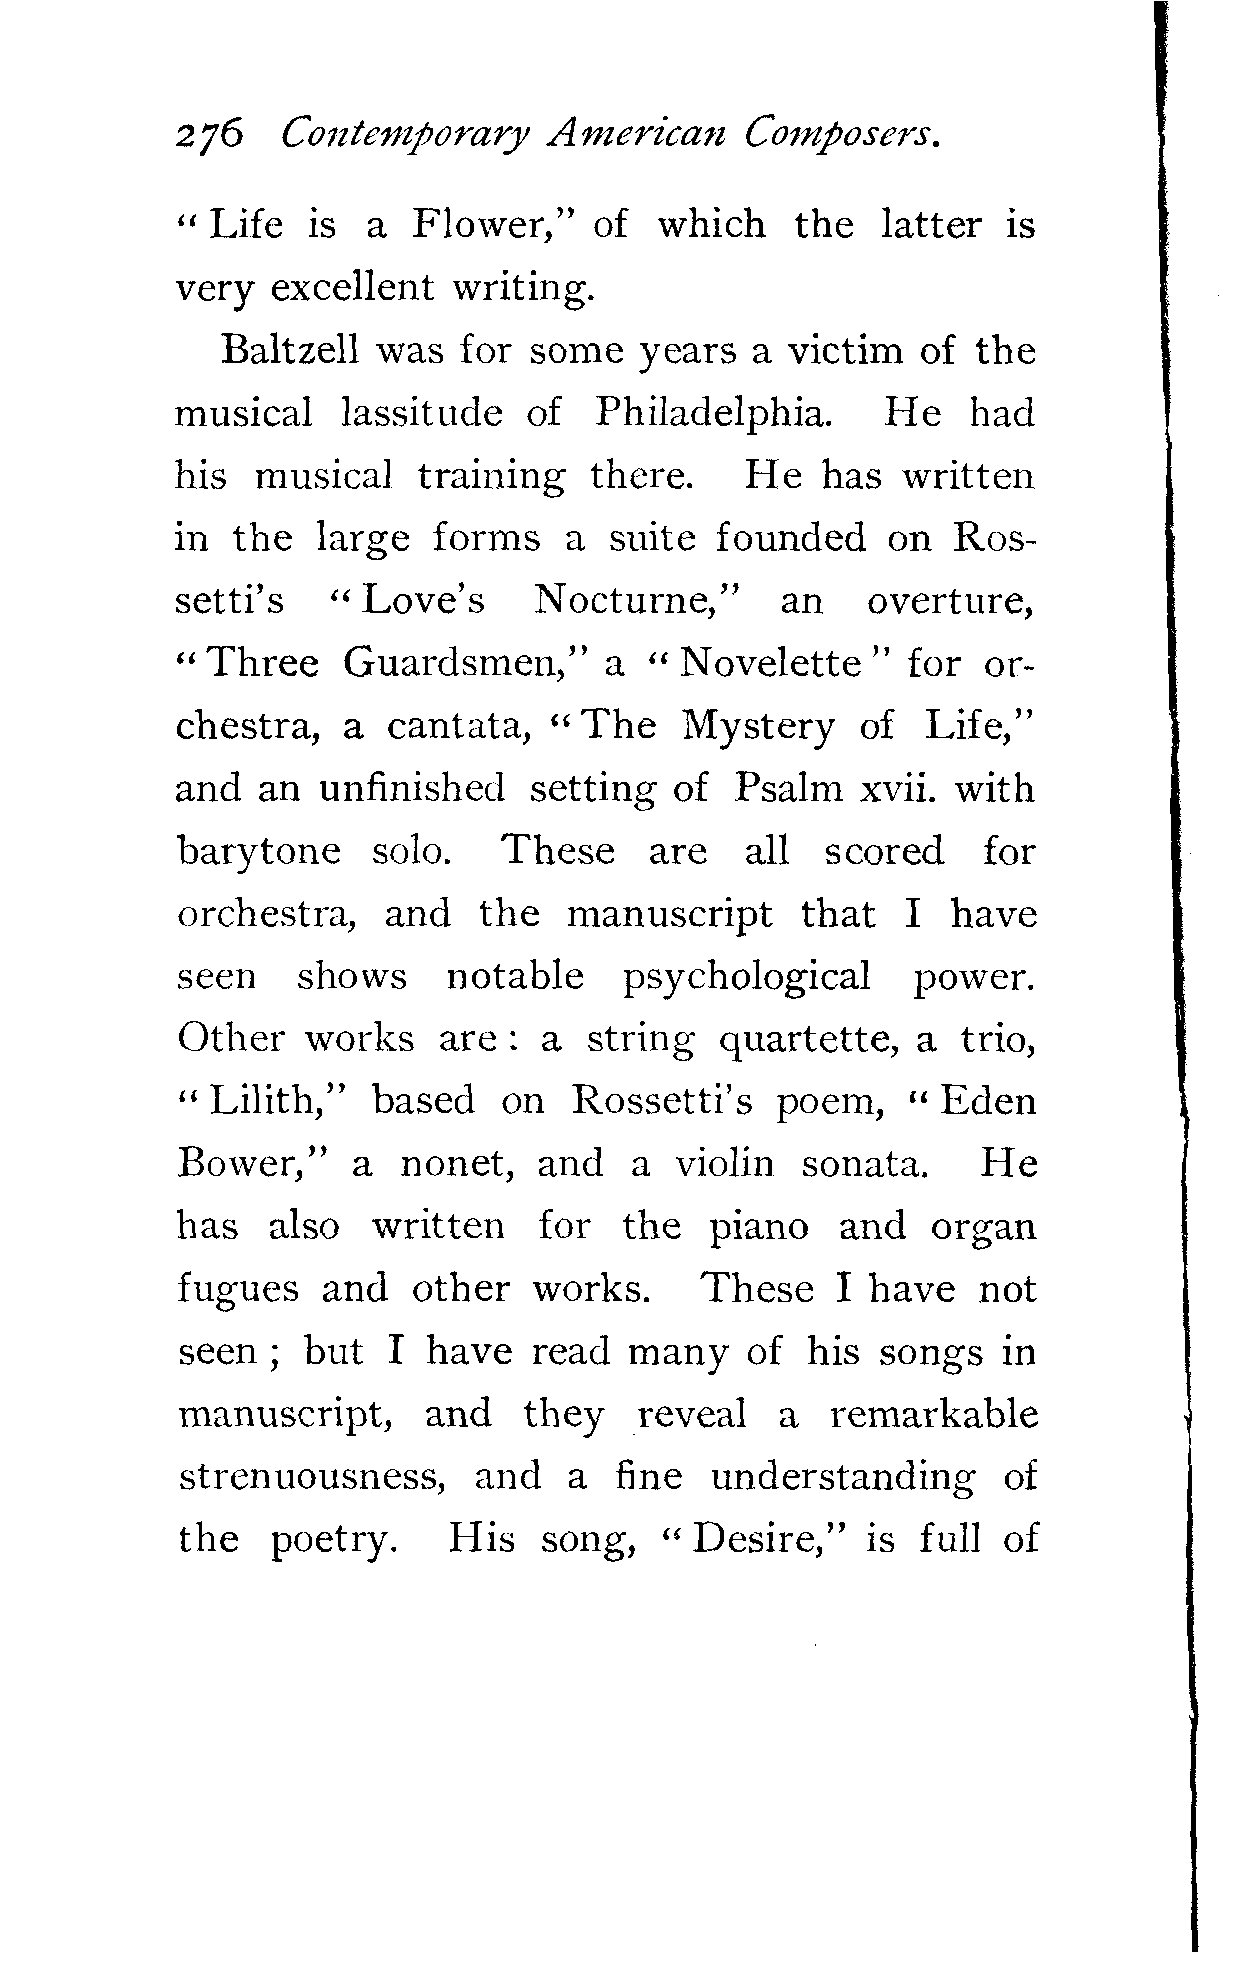 276 Contemporary American Composers.
“ Life is a Flower,” of which the latter is
very excellent writing.
Baltzell was for some years a victim of the
musical lassitude of Philadelphia. He had
his musical training there. He has written
in the large forms a suite founded on Ros-
setti’s “ Love’s Nocturne,” an overture,
“ Three Guardsmen,” a “ Novelette ” for or-
chestra, a cantata, “ The Mystery of Life,”
and an unfinished setting of Psalm xvii. with
barytone solo. These are all scored for
orchestra, and the manuscript that I have
seen shows notable psychological power.
Other works are : a string quartette, a trio,
“ Lilith,” based on Rossetti’s poem, “ Eden
Bower,” a nonet, and a violin sonata. He
has also written for the piano and organ
fugues and other works. These I have not
seen ; but I have read many of his songs in
manuscript, and they reveal a remarkable
strenuousness, and a fine understanding of
the poetry. His song, “ Desire,” is full of